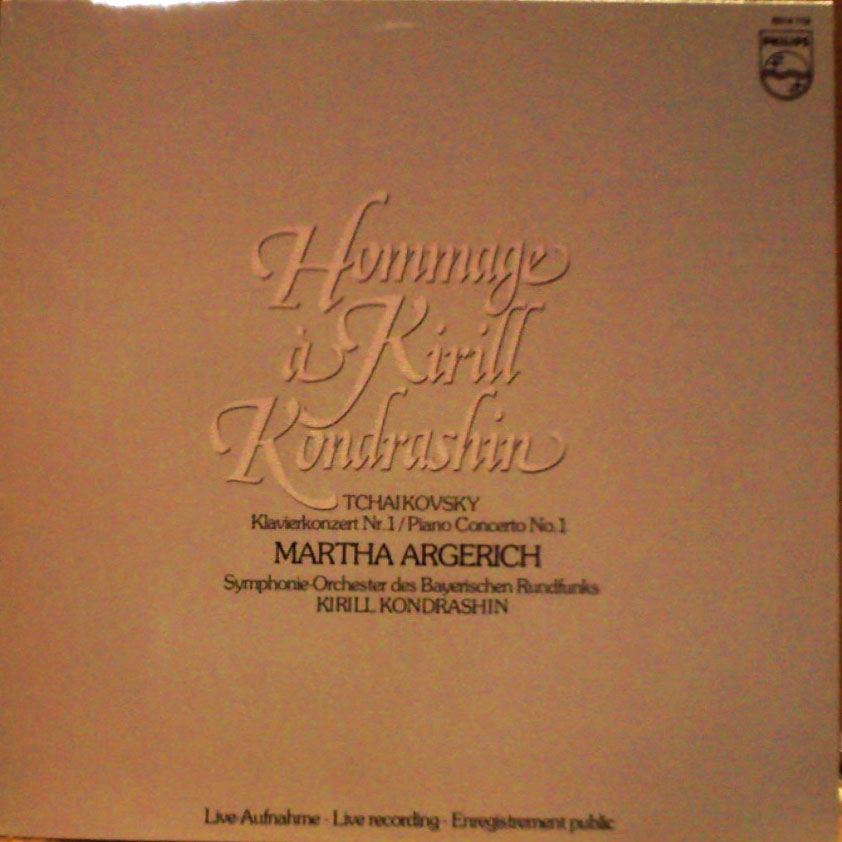 PHILIPS
Hommage
à Kirill
Kondrashin
TCHAIKOVSKY
Klavierkonzert Nr.1/Piano Concerto No.1
MARTHA ARGERICH
Symphonie-Orchester des Bayerischen Rundfunks
KIRILL KONDRASHIN
Live-Aufnahme · Live recording · Enregistrement public